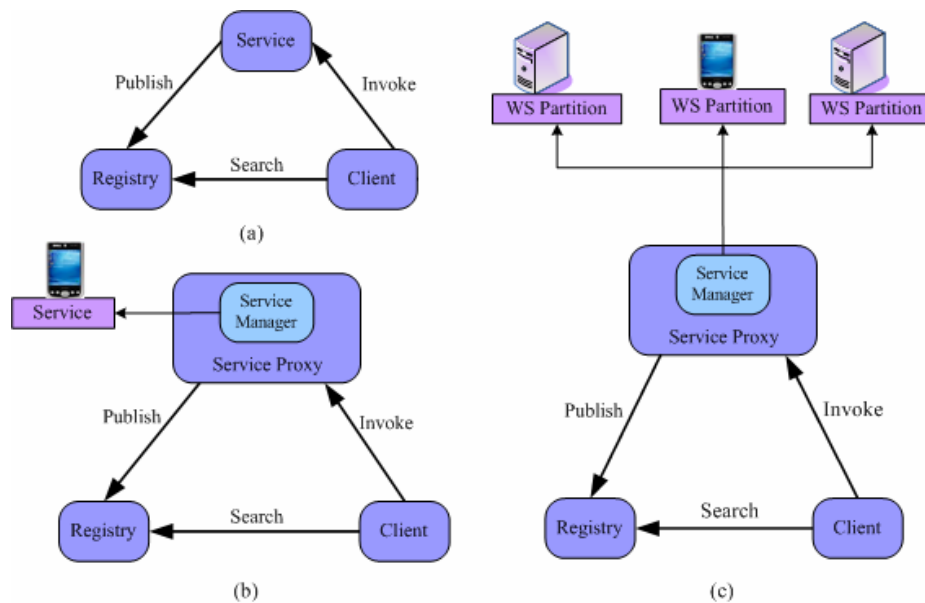 Service
Publish
Invoke
Registry
Search
Client
(a)
Service
Service
Manager
Service Proxy
Publish
Invoke
Registry
Search
Client
(b)
WS Partition
WS Partition
WS Partition
Service
Manager
Service Proxy
Publish
Invoke
Registry
Search
Client
(c)